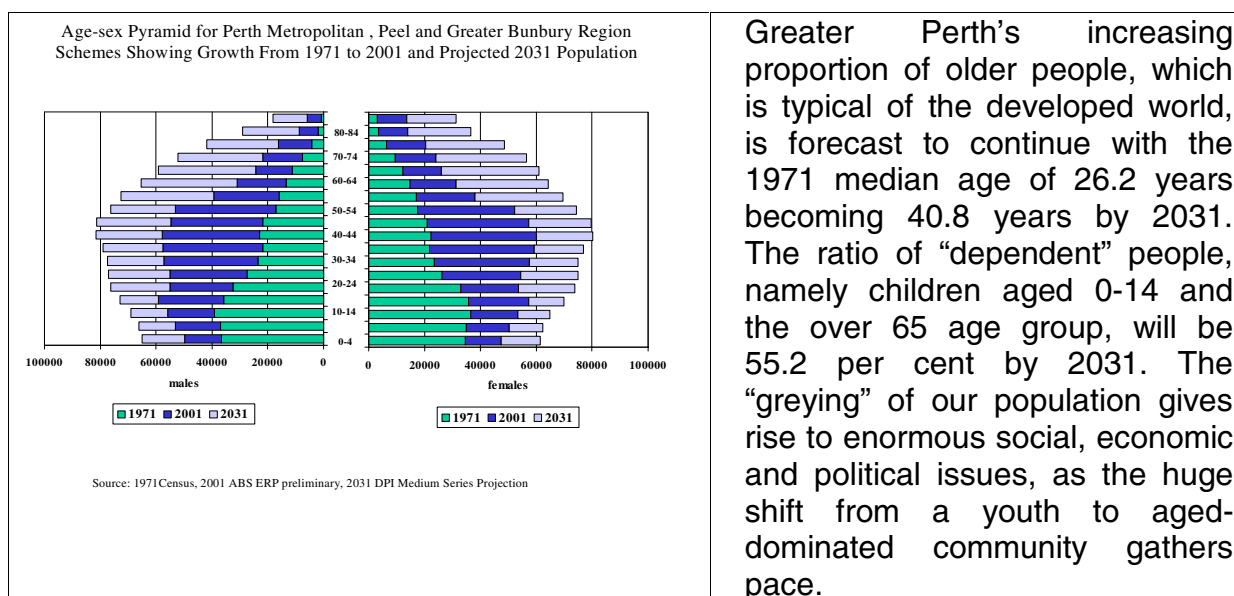 Age-sex Pyramid for Perth Metropolitan , Peel and Greater Bunbury Region
Schemes Showing Growth From 1971 to 2001 and Projected 2031 Population
80-84
70-74
60-64
50-54
40-44
30-34
20-24
10-14
0-4
100000 80000 60000 40000 20000 0
0 20000 40000 60000 80000 100000
males
females
1971 2001 2031
1971 2001 2031
Source: 1971Census, 2001 ABS ERP preliminary, 2031 DPI Medium Series Projection
Greater Perth's increasing
proportion of older people, which
is typical of the developed world,
is forecast to continue with the
1971 median age of 26.2 years
becoming 40.8 years by 2031.
The ratio of “dependent” people,
namely children aged 0-14 and
the over 65 age group, will be
55.2 per cent by 2031. The
“greying” of our population gives
rise to enormous social, economic
and political issues, as the huge
shift from a youth to aged-
dominated community gathers
pace.